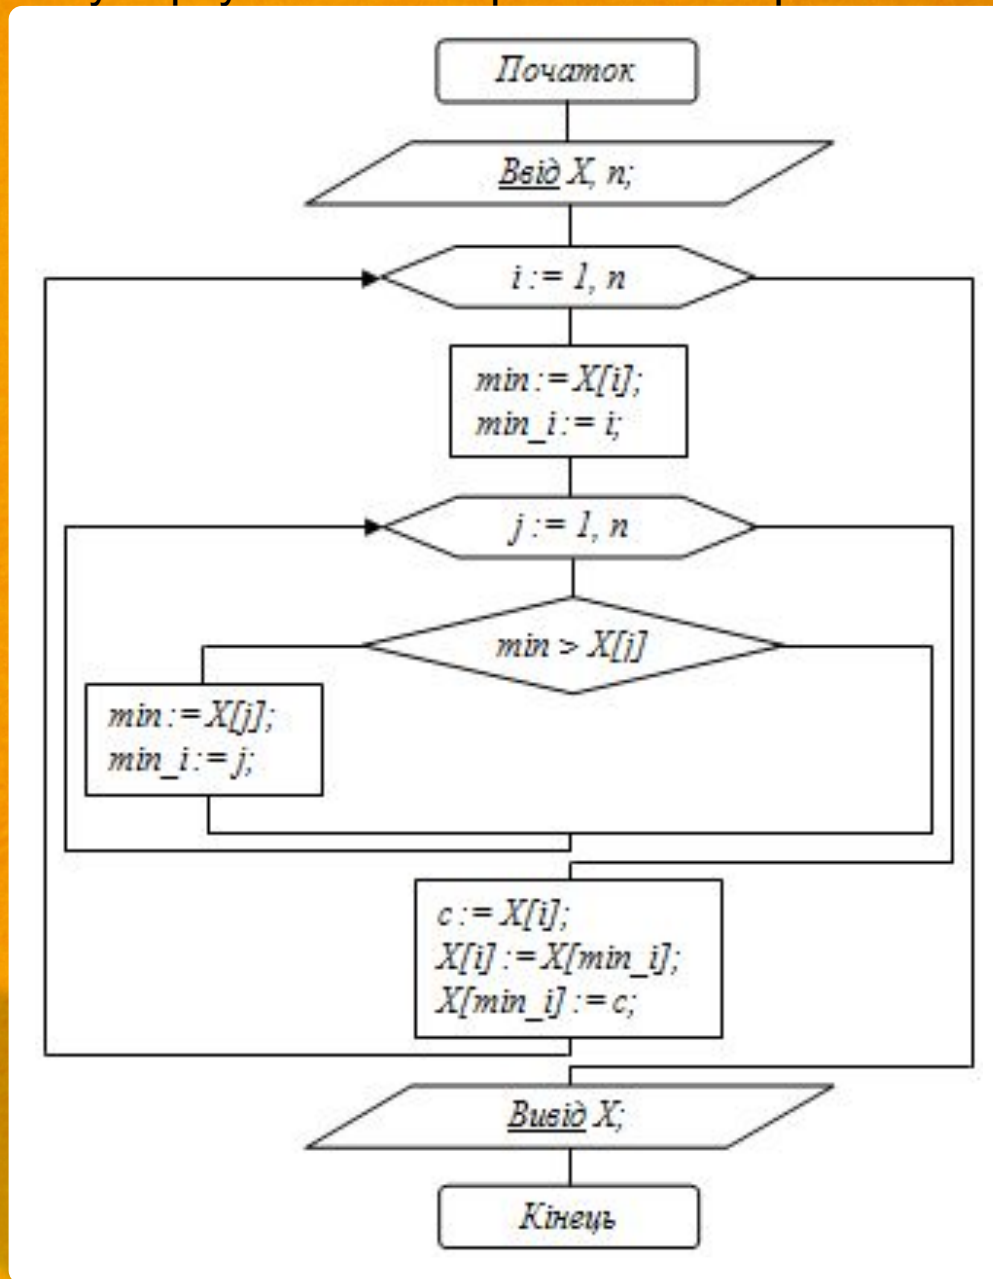 Початок
Ввід X, n;
i := 1, n
min := X[i];
min_i := i;
j := 1, n
min > X[j]
min := X[j];
min_i := j;
c := X[i];
X[i] := X[min_i];
X[min_i] := c;
Вивід X;
Кінець